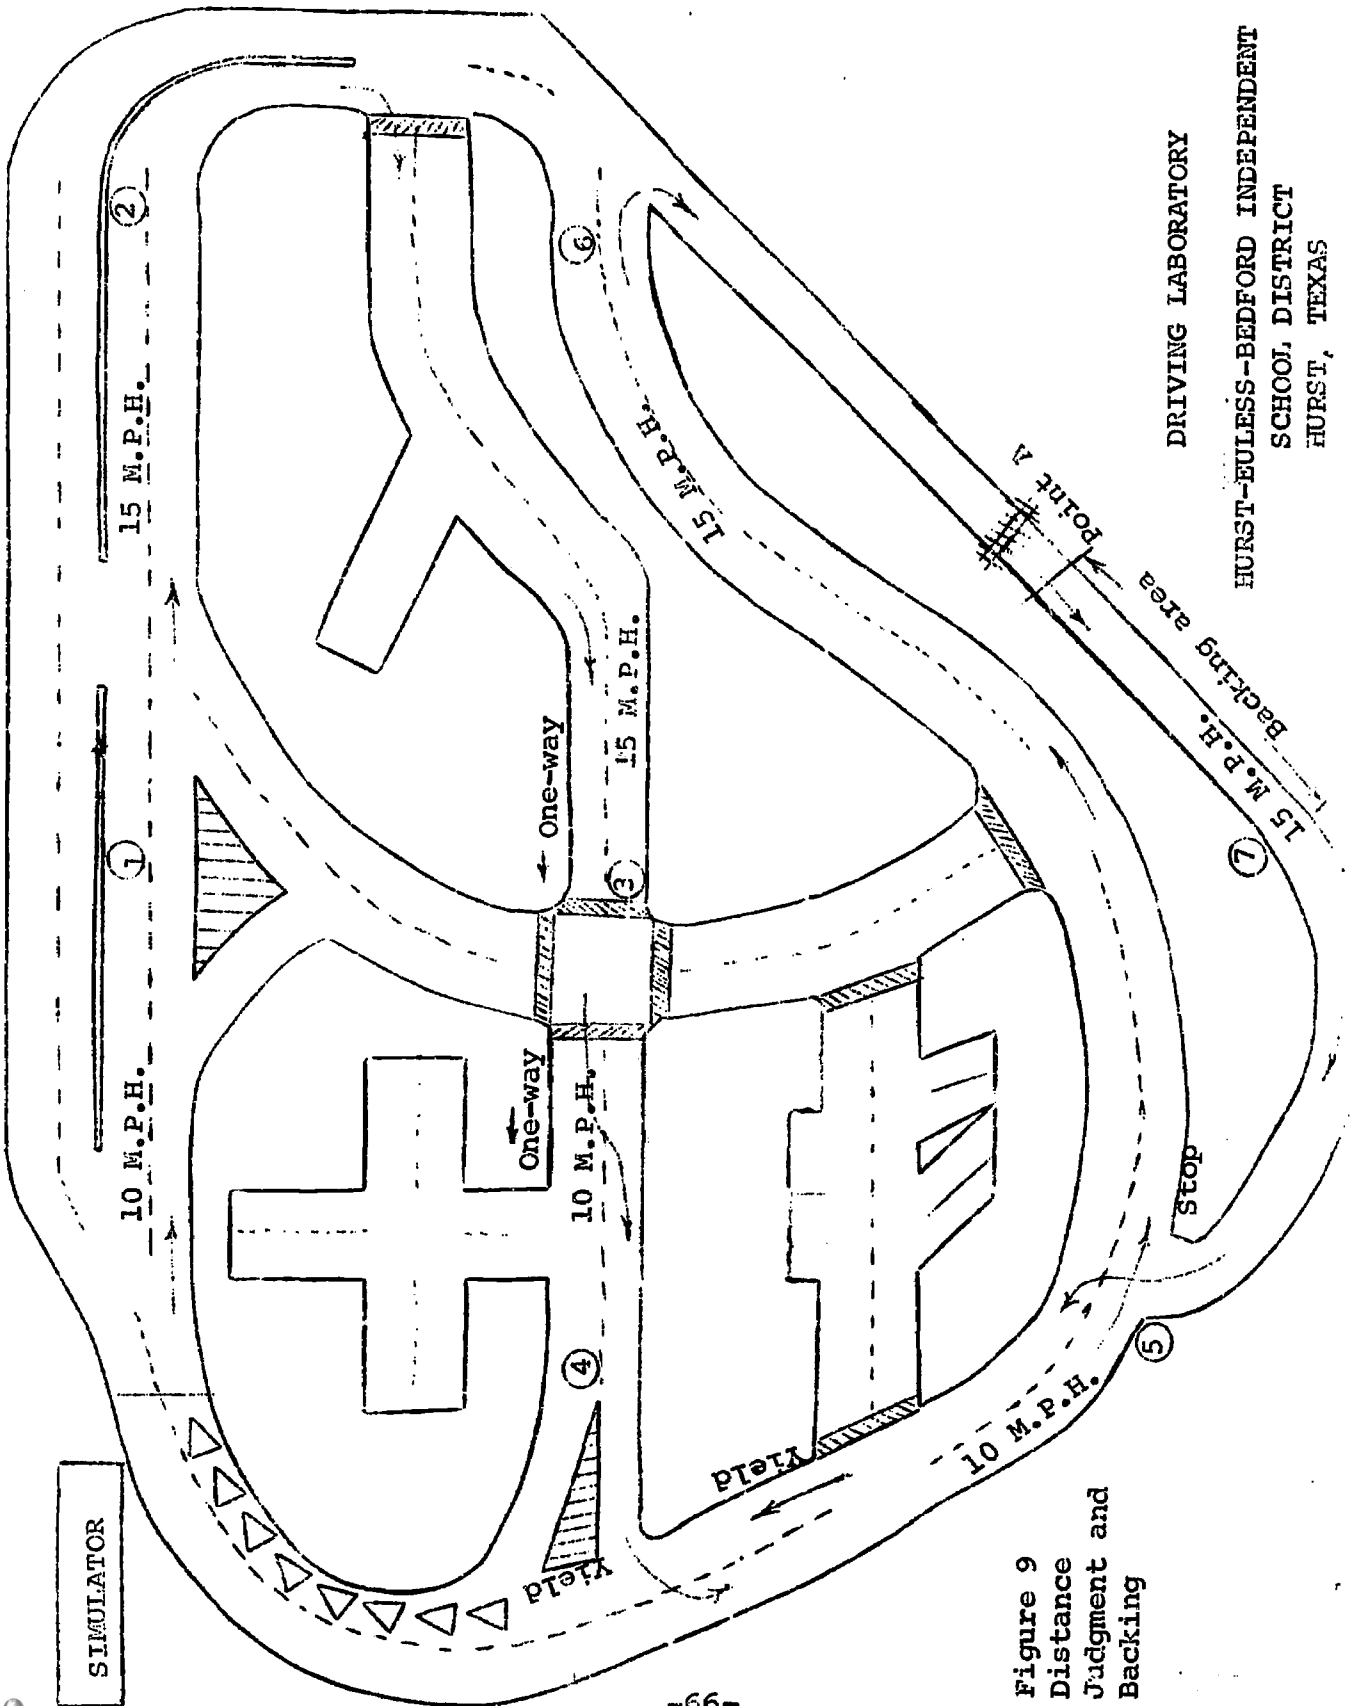 SIMULATOR
10 M.P.H.
1
15 M.P.H.
2
One-way
One-way
10 M.P.H.
3
15 M.P.H.
4
Yield
Yield
10 M.P.H.
5
Stop
6
15 M.P.H.
7
15 M.P.H.
Backing area
Point A
Figure 9
Distance
Judgment and
Backing
DRIVING LABORATORY
HURST-EULESS-BEDFORD INDEPENDENT
SCHOOL DISTRICT
HURST, TEXAS
-66-